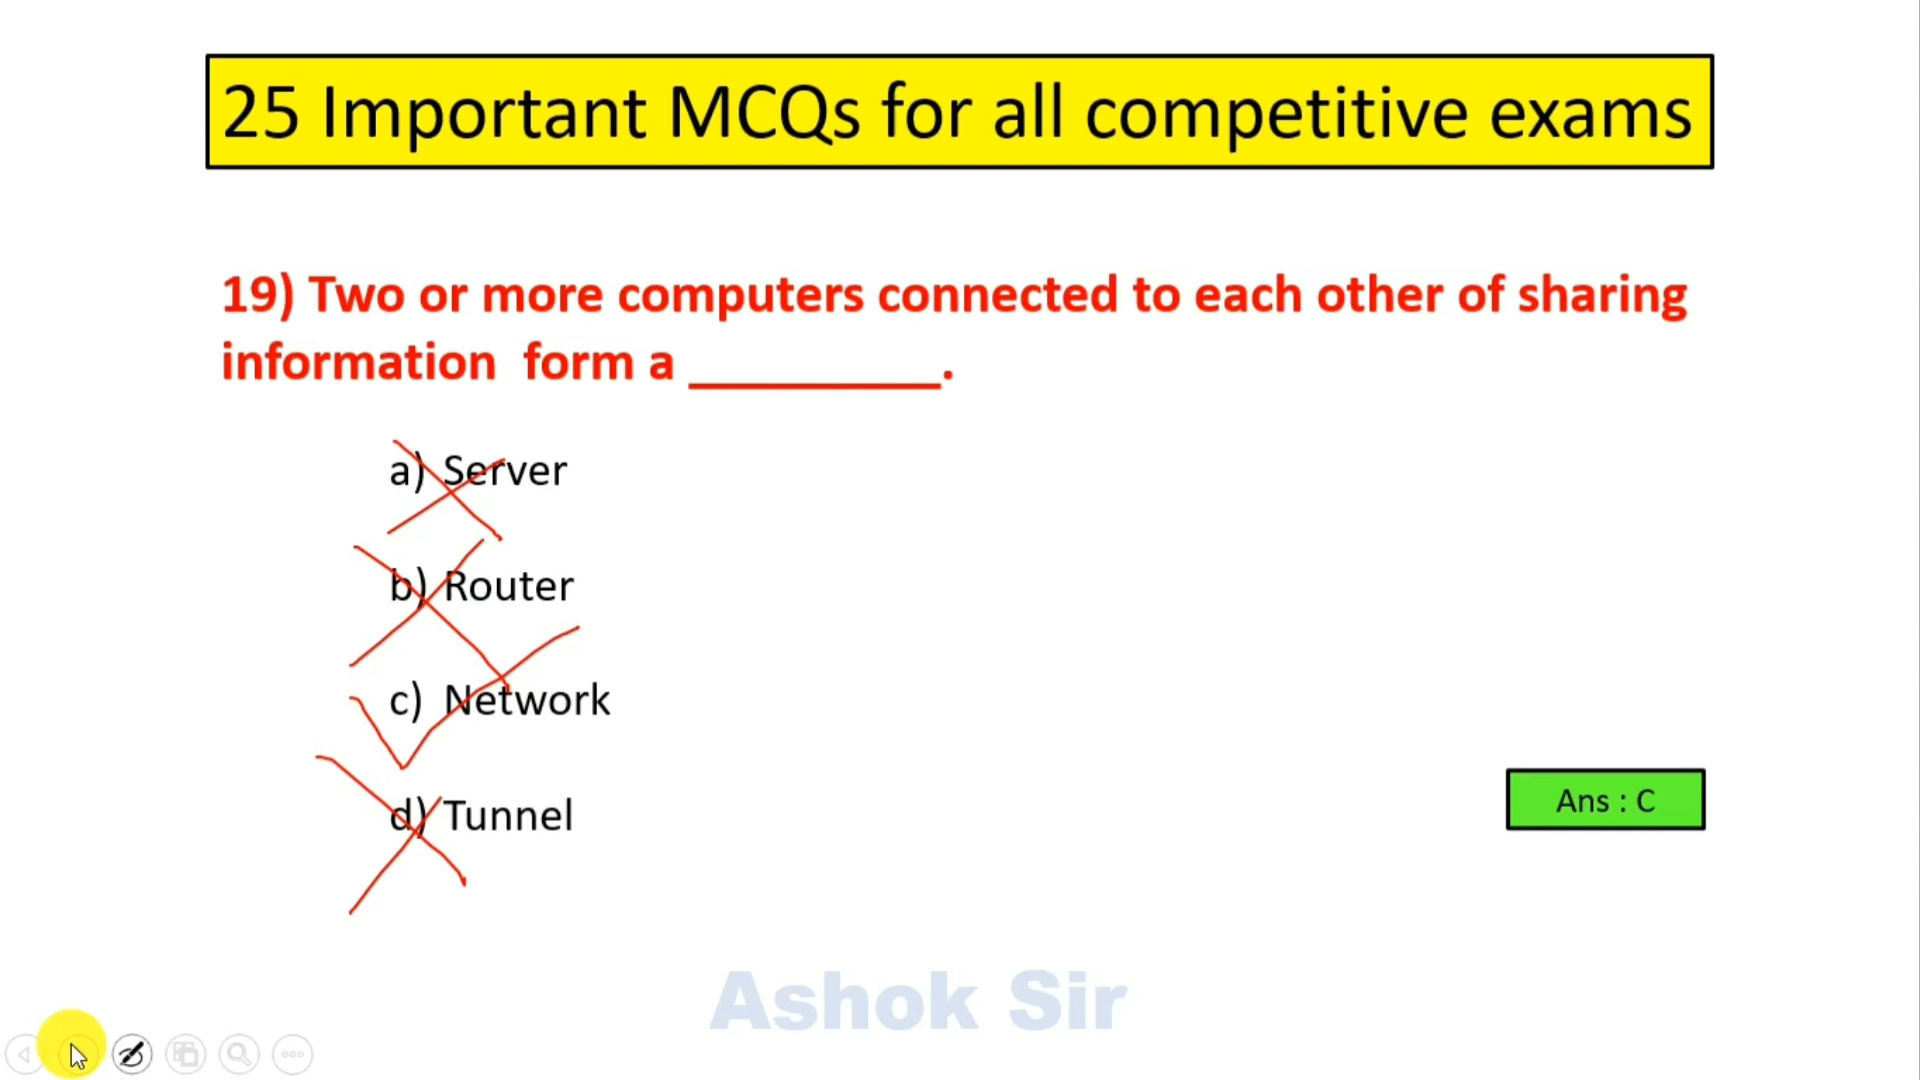 25 Important MCQs for all competitive exams
19) Two or more computers connected to each other of sharing
information form a __________.
a) Server
b) Router
c) Network
d) Tunnel
Ans : C
Ashok Sir